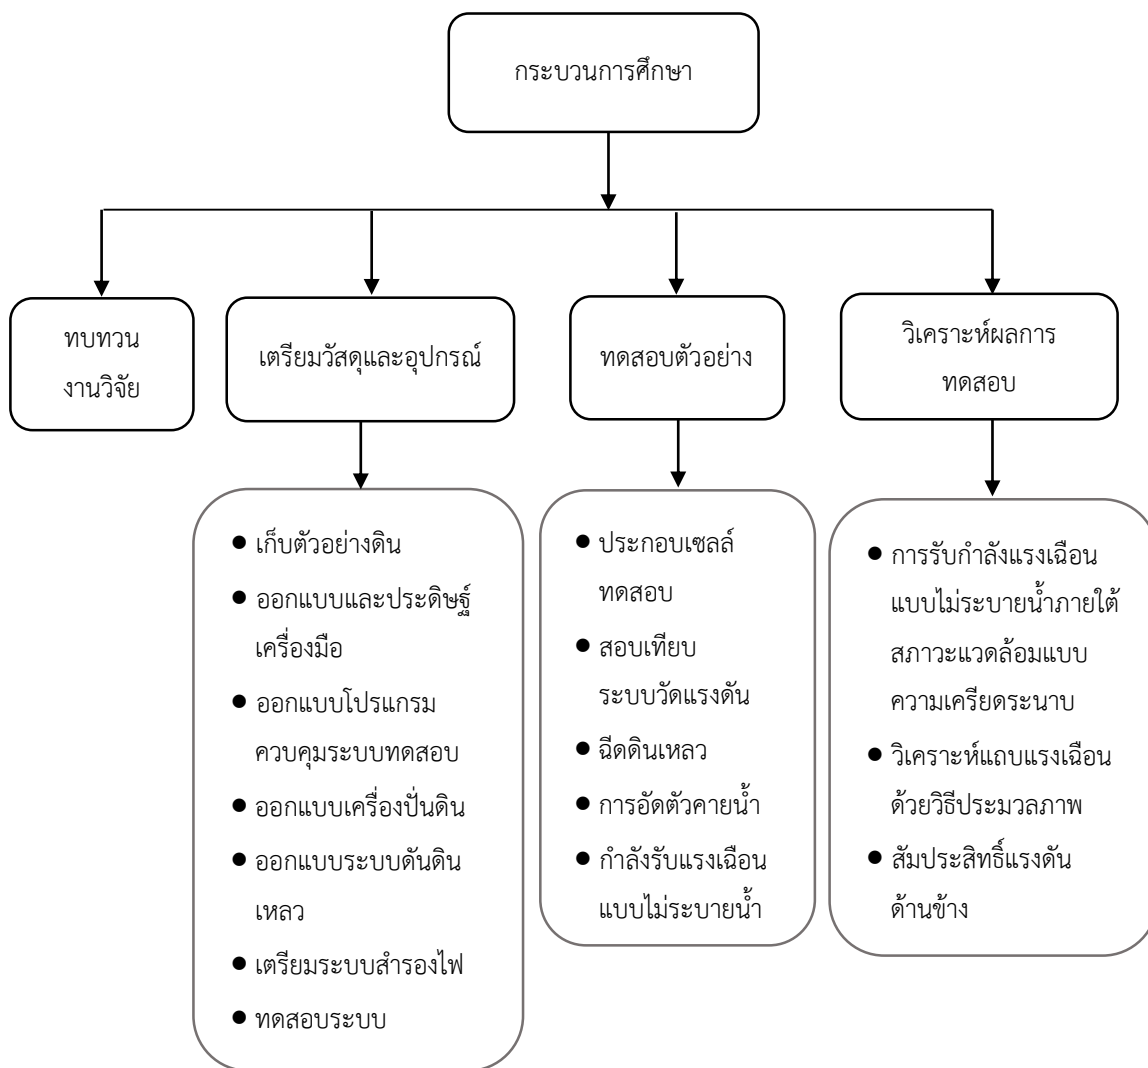 กระบวนการศึกษา
ทบทวน
งานวิจัย
เตรียมวัสดุและอุปกรณ์
ทดสอบตัวอย่าง
วิเคราะห์ผลการ
ทดสอบ
● เก็บตัวอย่างดิน
● ออกแบบและประดิษฐ์
เครื่องมือ
● ออกแบบโปรแกรม
ควบคุมระบบทดสอบ
● ออกแบบเครื่องปั่นดิน
● ออกแบบระบบดันดิน
เหลว
● เตรียมระบบสำรองไฟ
● ทดสอบระบบ
● ประกอบเซลล์
ทดสอบ
● สอบเทียบ
ระบบวัดแรงดัน
● ฉีดดินเหลว
● การอัดตัวคายน้ำ
● กำลังรับแรงเฉือน
แบบไม่ระบายน้ำ
● การรับกำลังแรงเฉือน
แบบไม่ระบายน้ำภายใต้
สภาวะแวดล้อมแบบ
ความเครียดระนาบ
● วิเคราะห์แถบแรงเฉือน
ด้วยวิธีประมวลภาพ
● สัมประสิทธิ์แรงดัน
ด้านข้าง